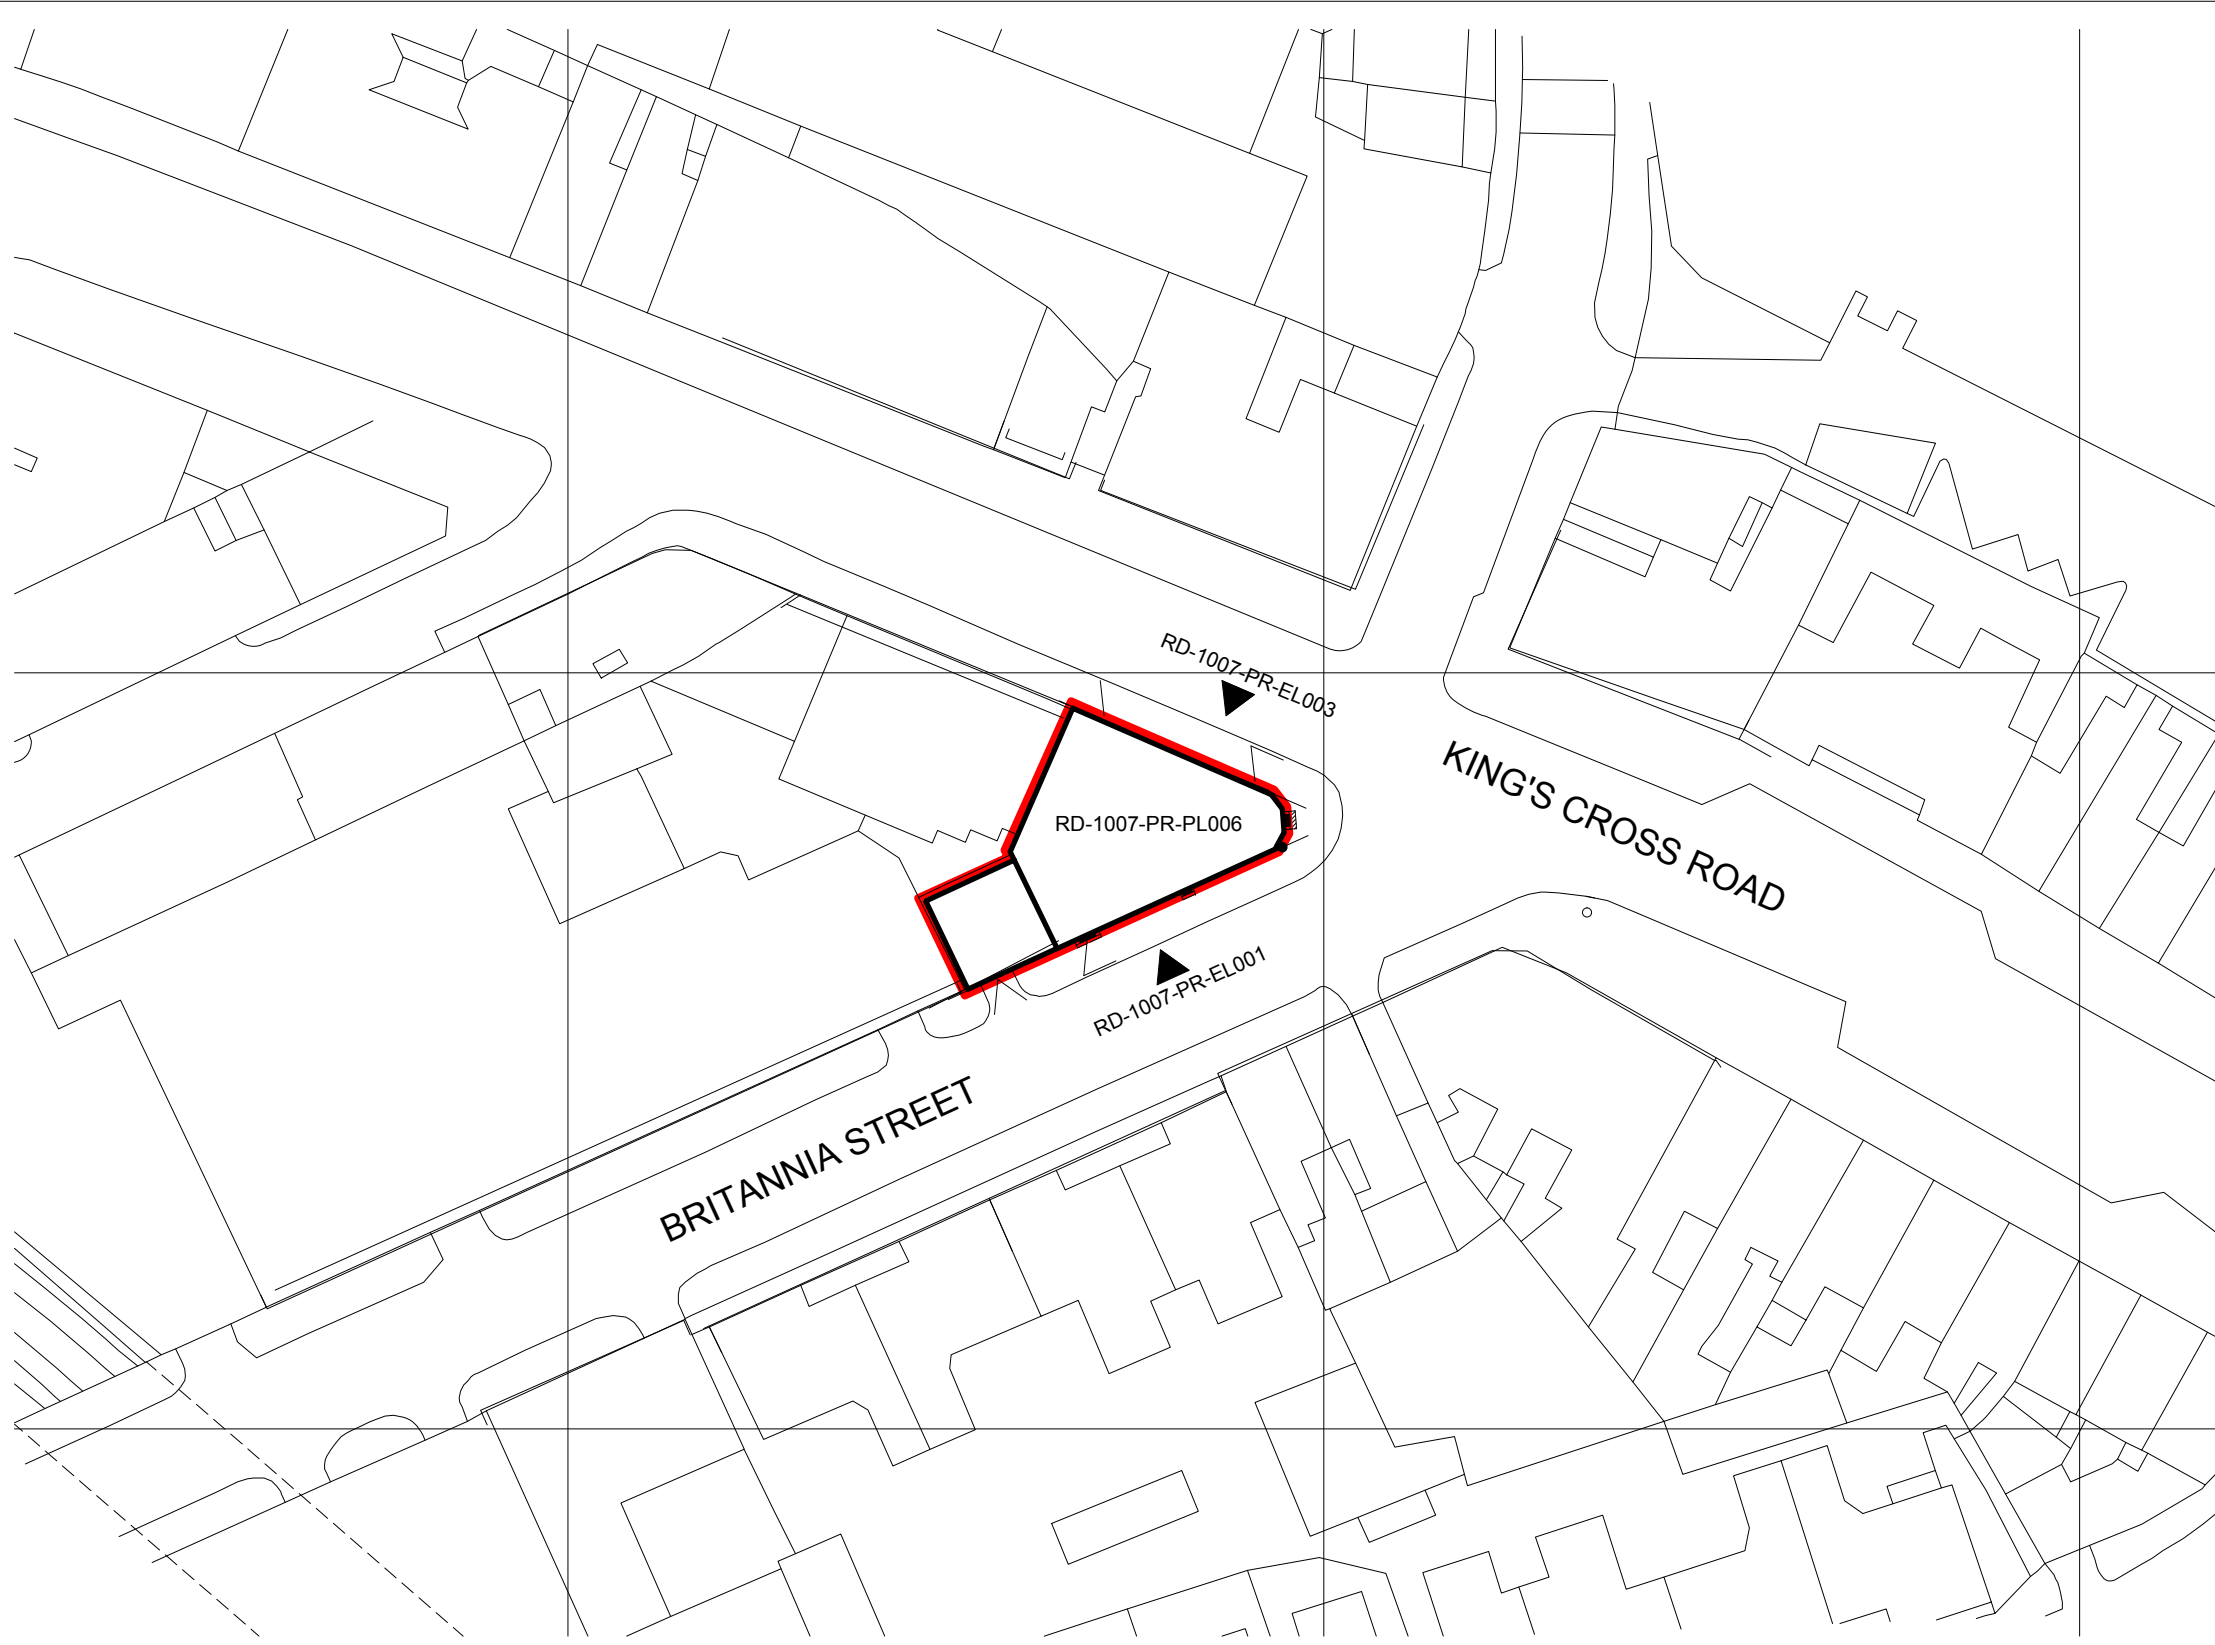 RD-1007-PR-EL003
KING'S CROSS ROAD
RD-1007-PR-PL006
RD-1007-PR-EL001
BRITANNIA STREET